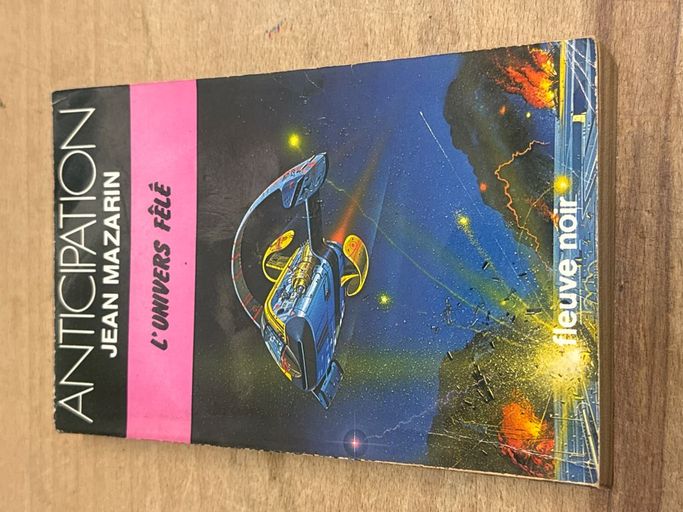 ANTICIPATION
JEAN MAZARIN
L'UNIVERS FÊLÉ
fleuve noir